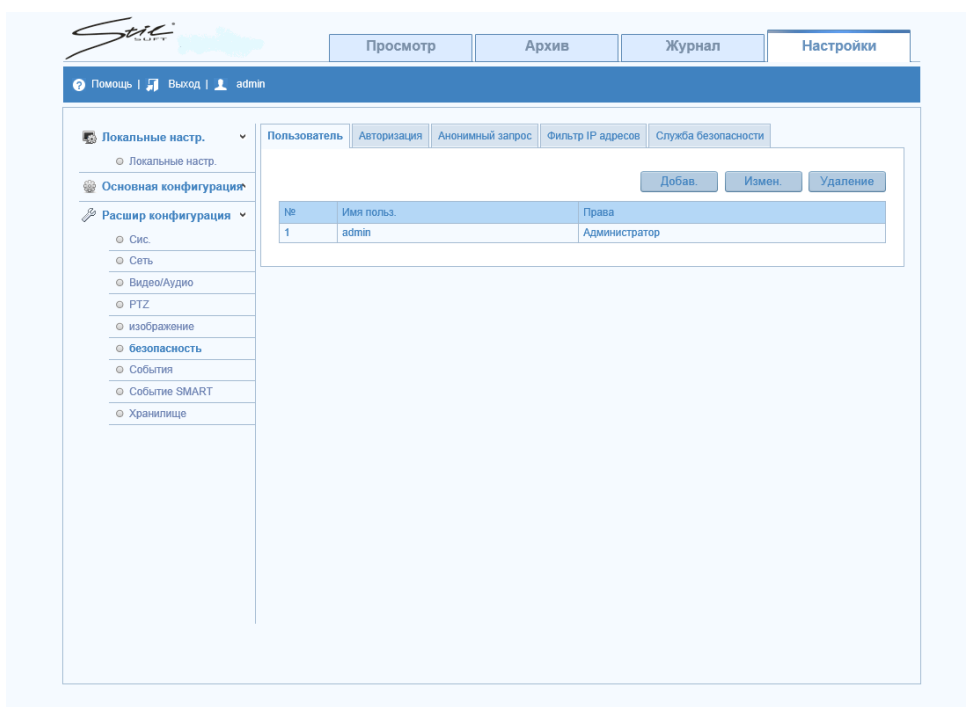 Stilsoft
Просмотр Архив Журнал Настройки
Помощь | Выход | admin
Локальные настр.
Локальные настр.
Основная конфигурация
Расшир конфигурация
Сис.
Сеть
Видео/Аудио
PTZ
изображение
безопасность
События
Событие SMART
Хранилище
Пользователь Авторизация Анонимный запрос Фильтр IP адресов Служба безопасности
Добав. Измен. Удаление
№ Имя польз. Права
1 admin Администратор